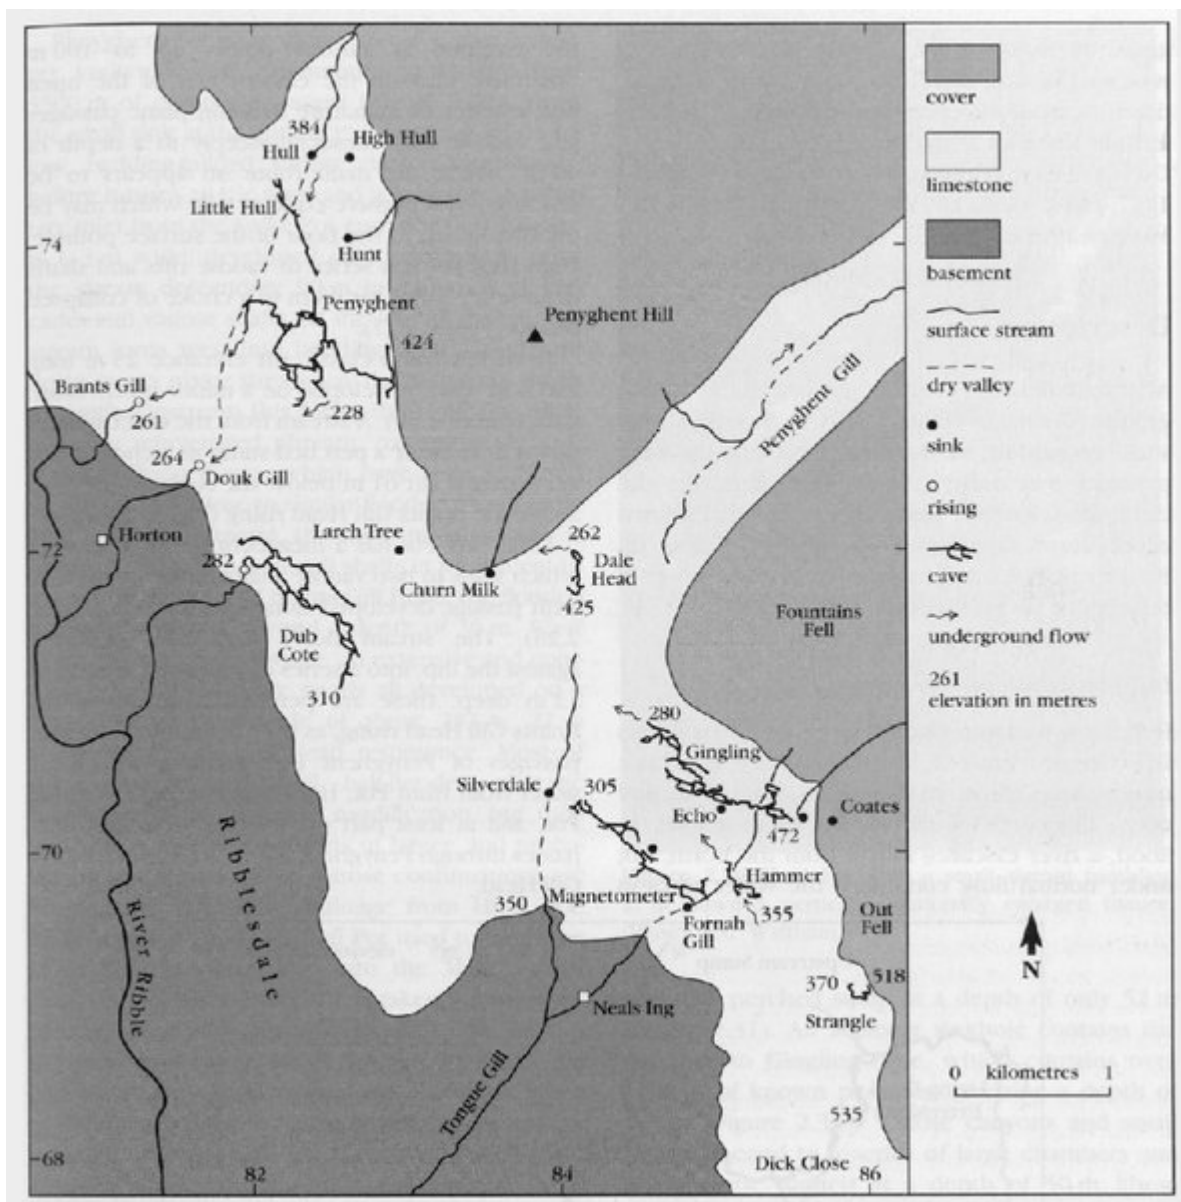 384
High Hull
Hull
Little Hull
74
Hunt
Penyghent
Penyghent Hill
424
Brants Gill
228
261
Penyghent Gill
264
Douk Gill
Horton
Larch Tree
262
72
282
Dale
Head
Churn Milk
425
Fountains
Fell
Dub
Cote
310
280
Gingling
Silverdale
305
Echo
472
Coates
70
Hammer
350
Magnetometer
355
Fornah
Gill
Out
Fell
Ribblesdale
River Ribble
370
518
Neals Ing
Strangle
Tongue Gill
535
68
82
84
Dick Close
86
cover
limestone
basement
surface stream
dry valley
sink
rising
cave
underground flow
261
elevation in metres
N
0 kilometres 1